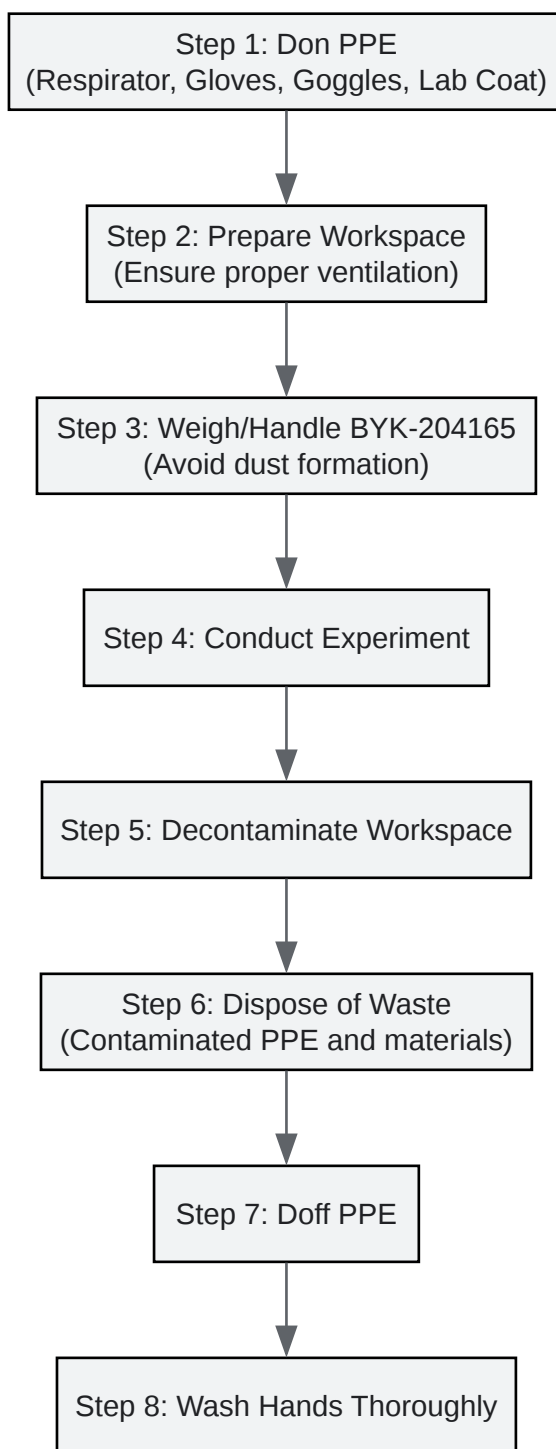 Step 1: Don PPE
(Respirator, Gloves, Goggles, Lab Coat)
Step 2: Prepare Workspace
(Ensure proper ventilation)
Step 3: Weigh/Handle BYK-204165
(Avoid dust formation)
Step 4: Conduct Experiment
Step 5: Decontaminate Workspace
Step 6: Dispose of Waste
(Contaminated PPE and materials)
Step 7: Doff PPE
Step 8: Wash Hands Thoroughly